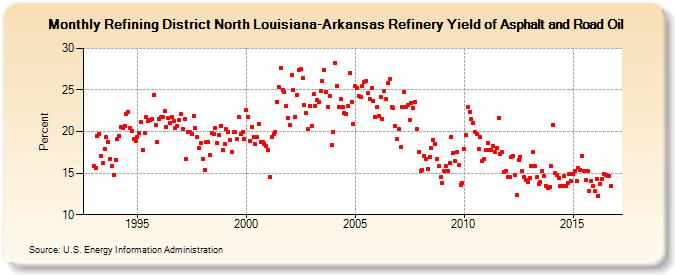 Monthly Refining District North Louisiana-Arkansas Refinery Yield of Asphalt and Road Oil
Percent
30
25
20
15
10
1995 2000 2005 2010 2015
Source: U.S. Energy Information Administration